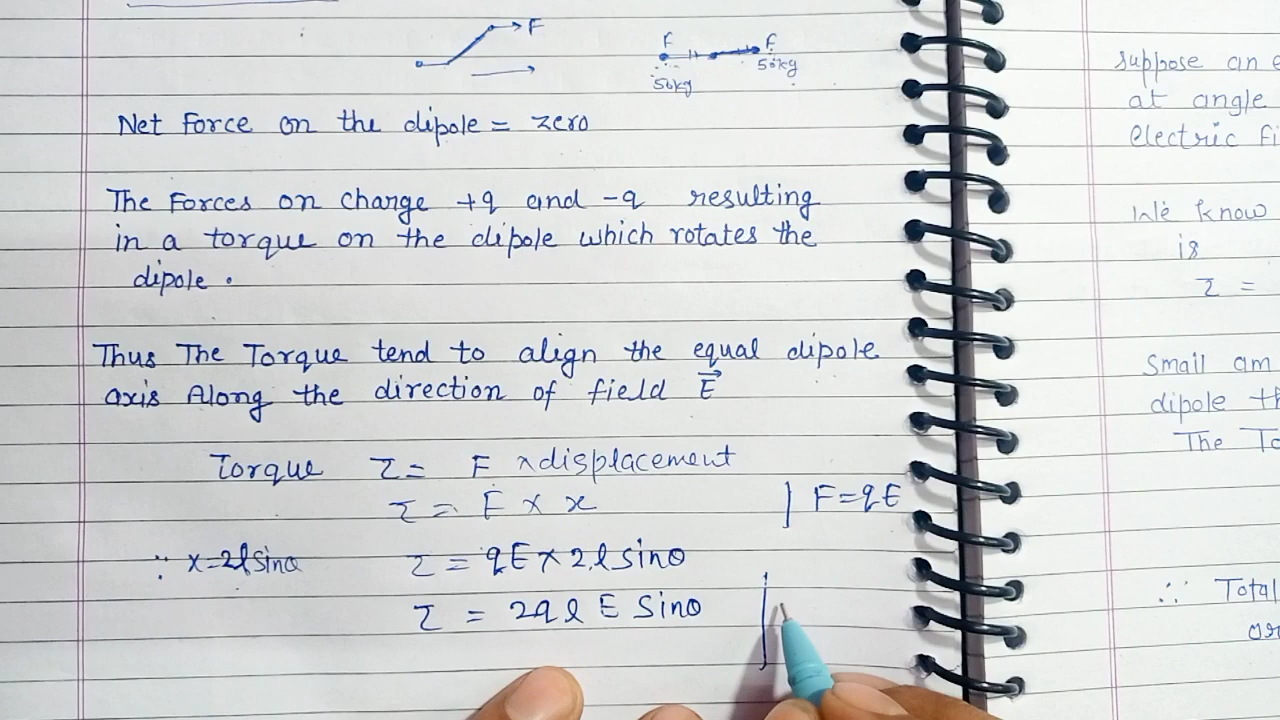 F
F F
50kg 50kg
Net Force on the dipole = zero
The Forces on charge +q and -q resulting
in a torque on the dipole which rotates the
dipole.
Thus The Torque tend to align the equal dipole
axis Along the direction of field E⃗
Torque τ = F × displacement
τ = F × x | F = qE
∵ x = 2l sinθ τ = qE × 2l sinθ
τ = 2q l E Sinθ |
suppose an e
at angle
electric fi
We know
is
τ =
Small am
dipole th
The To
∴ Total
or